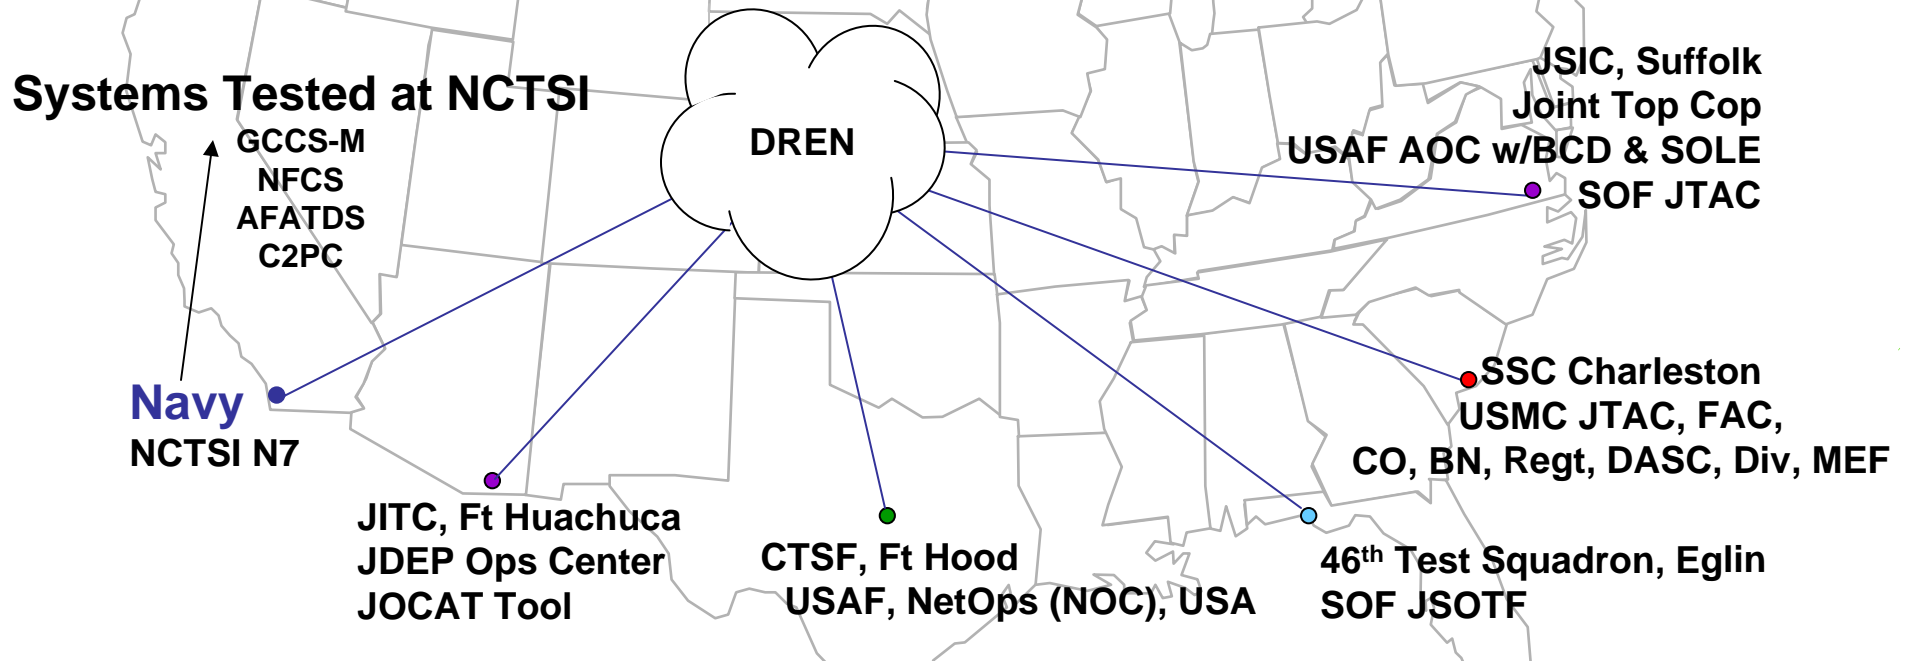 Systems Tested at NCTSI
GCCS-M
NFCS
AFATDS
C2PC
Navy
NCTSI N7
DREN
JSIC, Suffolk
Joint Top Cop
USAF AOC w/BCD & SOLE
SOF JTAC
SSC Charleston
USMC JTAC, FAC,
CO, BN, Regt, DASC, Div, MEF
JITC, Ft Huachuca
JDEP Ops Center
JOCAT Tool
CTSF, Ft Hood
USAF, NetOps (NOC), USA
46th Test Squadron, Eglin
SOF JSOTF